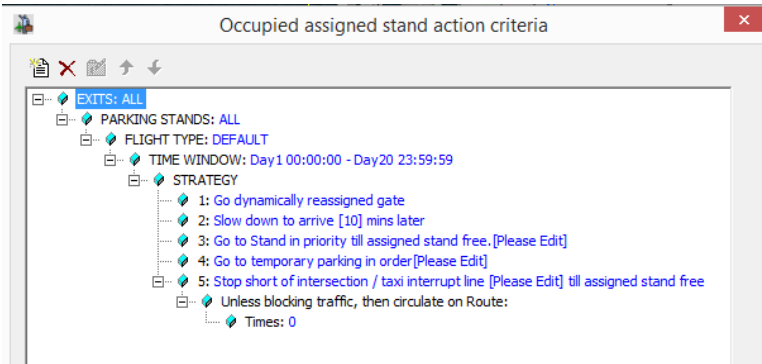 Occupied assigned stand action criteria
EXITS: ALL
PARKING STANDS: ALL
FLIGHT TYPE: DEFAULT
TIME WINDOW: Day1 00:00:00 - Day20 23:59:59
STRATEGY
1: Go dynamically reassigned gate
2: Slow down to arrive [10] mins later
3: Go to Stand in priority till assigned stand free.[Please Edit]
4: Go to temporary parking in order[Please Edit]
5: Stop short of intersection / taxi interrupt line [Please Edit] till assigned stand free
Unless blocking traffic, then circulate on Route:
Times: 0